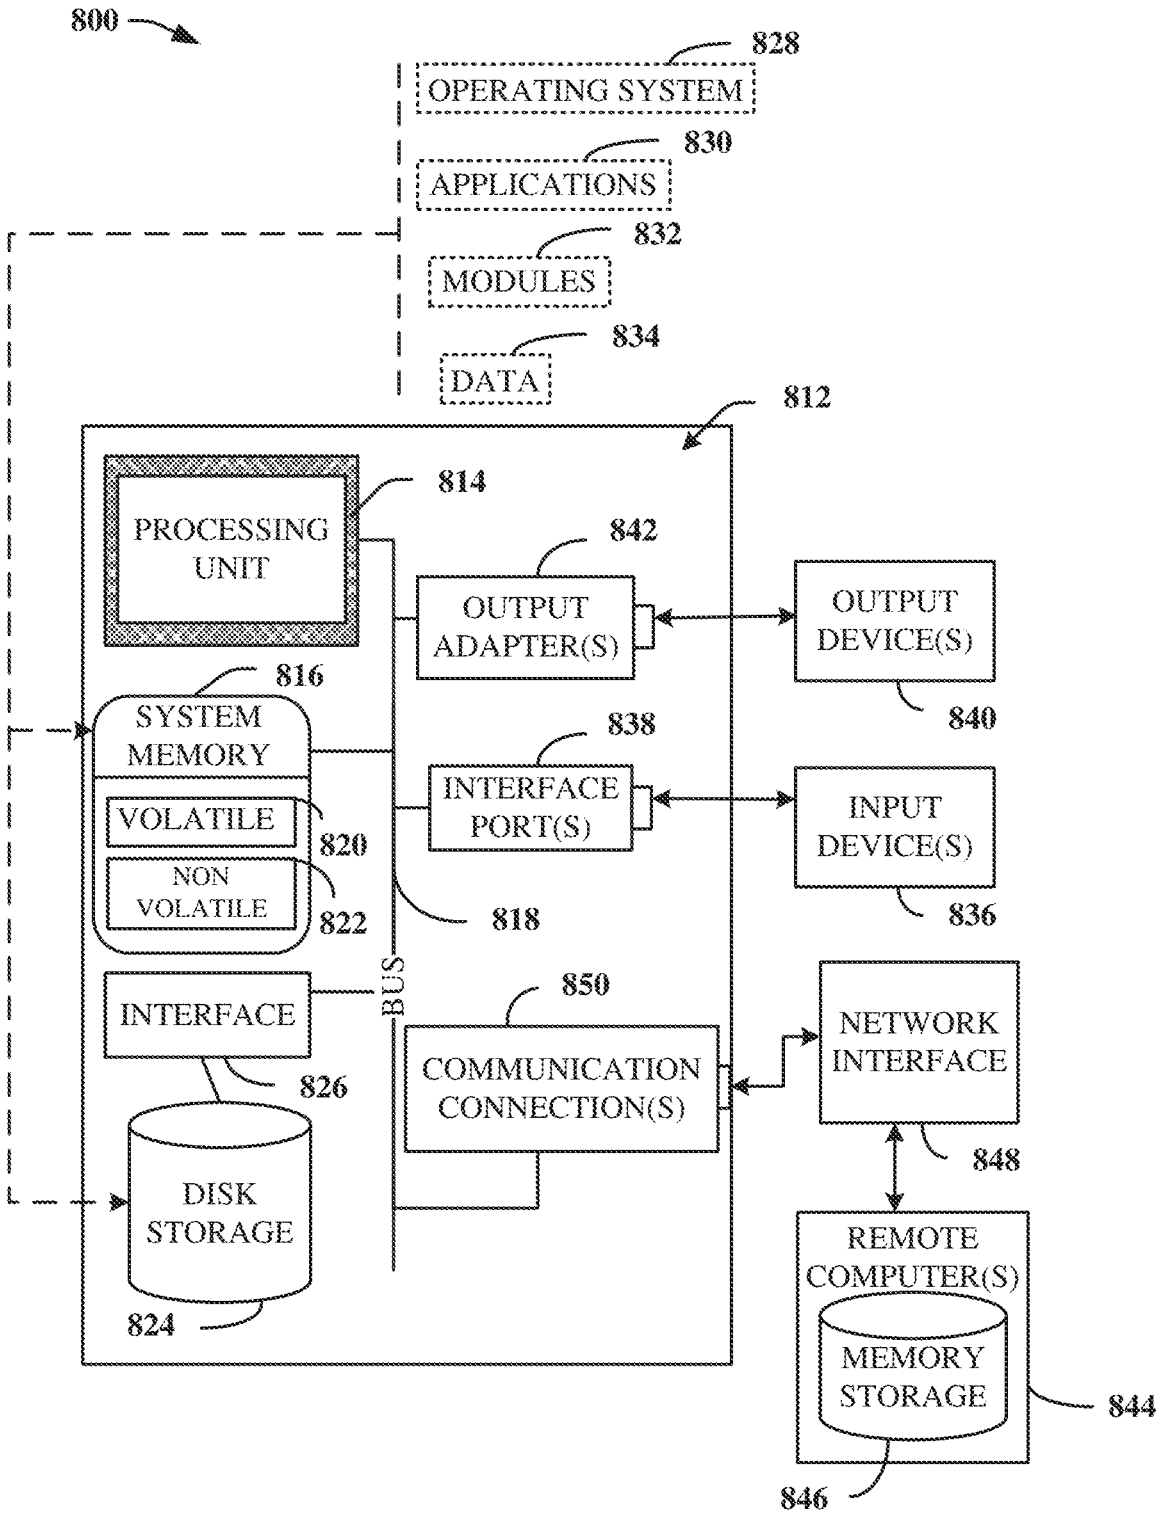 800
828
OPERATING SYSTEM
830
APPLICATIONS
832
MODULES
834
DATA
812
814
PROCESSING
UNIT
842
OUTPUT
ADAPTER(S)
OUTPUT
DEVICE(S)
840
816
SYSTEM
MEMORY
VOLATILE
820
NON
VOLATILE
822
838
INTERFACE
PORT(S)
INPUT
DEVICE(S)
836
818
BUS
INTERFACE
826
850
COMMUNICATION
CONNECTION(S)
NETWORK
INTERFACE
848
DISK
STORAGE
824
REMOTE
COMPUTER(S)
MEMORY
STORAGE
844
846